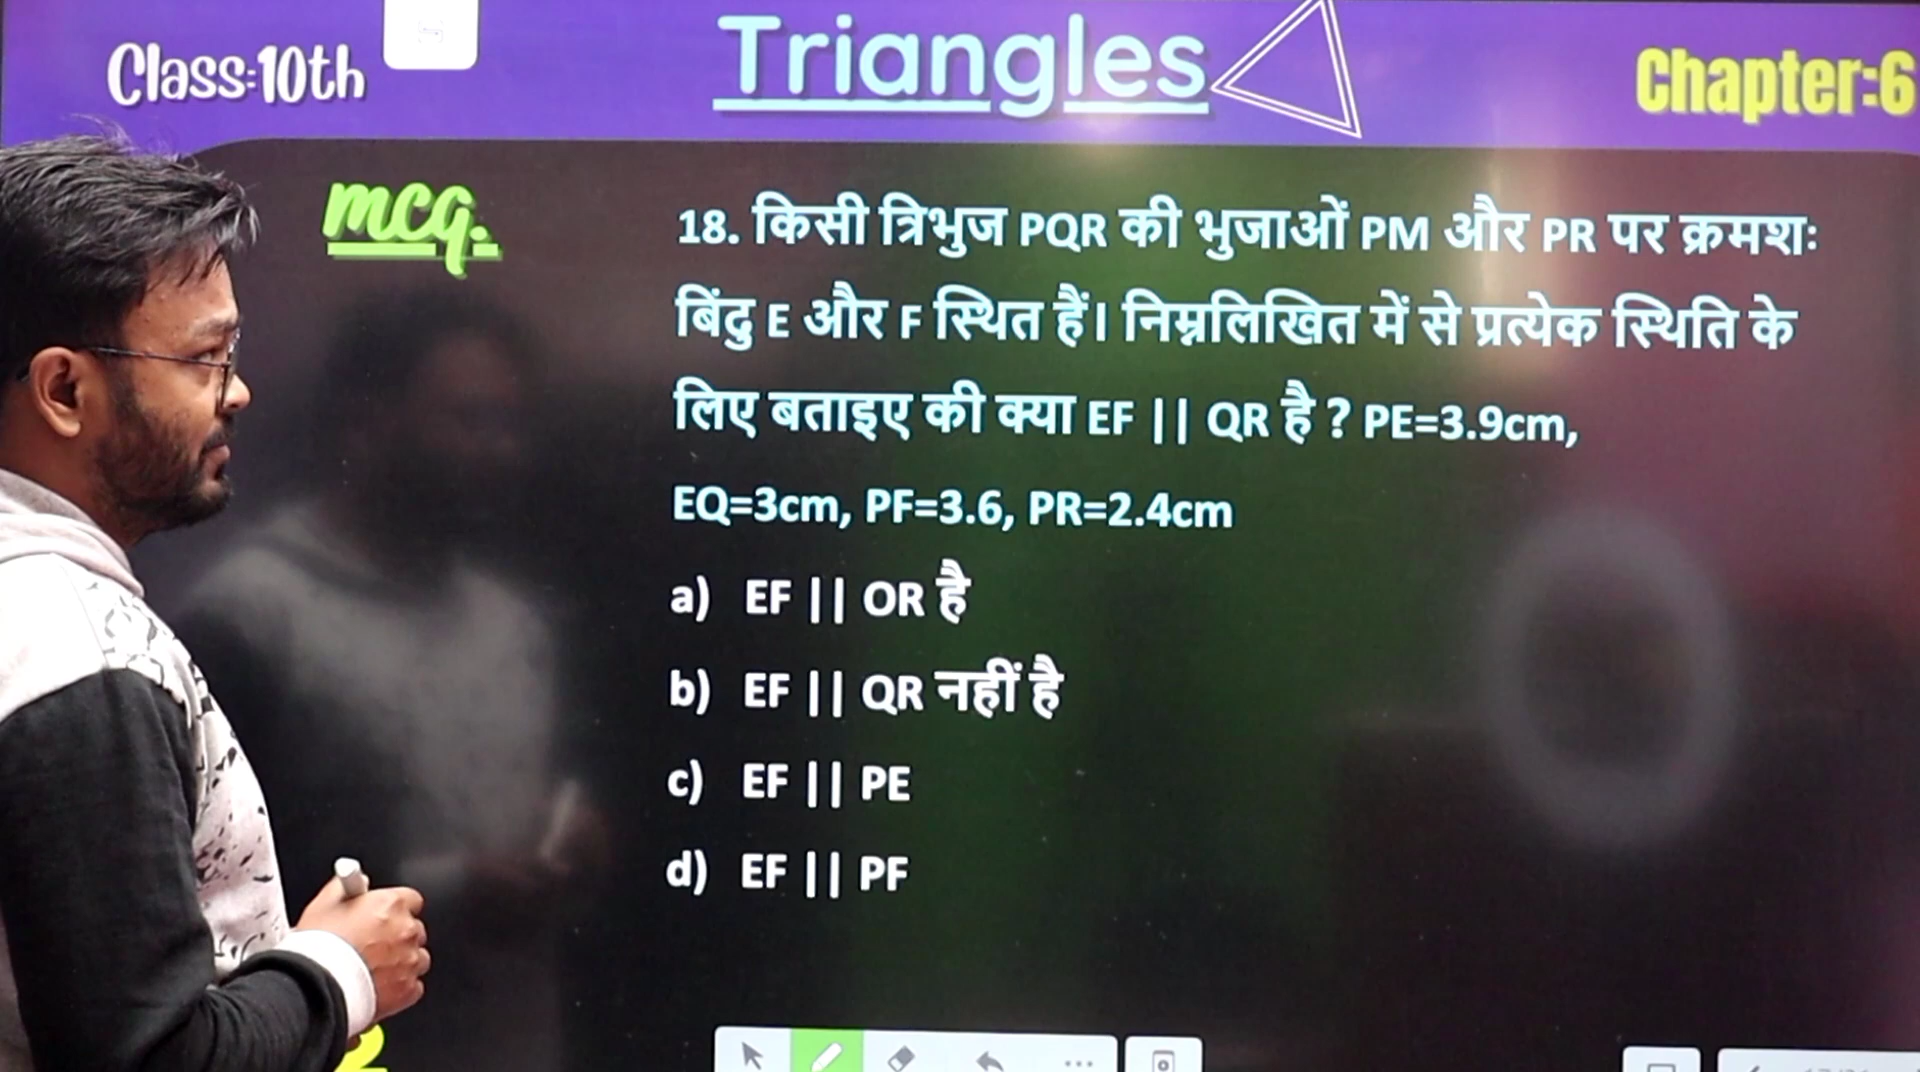 Class:10th
Triangles
Chapter:6
mcq.
18. किसी त्रिभुज PQR की भुजाओं PM और PR पर क्रमशः
बिंदु E और F स्थित हैं। निम्नलिखित में से प्रत्येक स्थिति के
लिए बताइए की क्या EF || QR है ? PE=3.9cm,
EQ=3cm, PF=3.6, PR=2.4cm
a) EF || OR है
b) EF || QR नहीं है
c) EF || PE
d) EF || PF